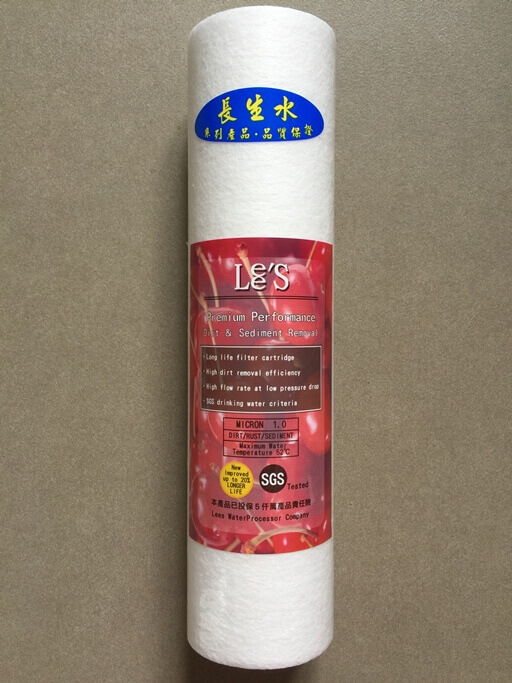 長生水
系列產品·品質保證
Lee'S
Premium Performance
Dirt & Sediment Removal
·Long life filter cartridge
·High dirt removal efficiency
·High flow rate at low pressure drop
·SGS drinking water criteria
MICRON 1.0
DIRT/RUST/SEDIMENT
Maximum Water
Temperature 52℃
New
Improved
up to 20%
LONGER
LIFE
SGS
Tested
本產品已投保5仟萬產品責任險
Lees WaterProcessor Company